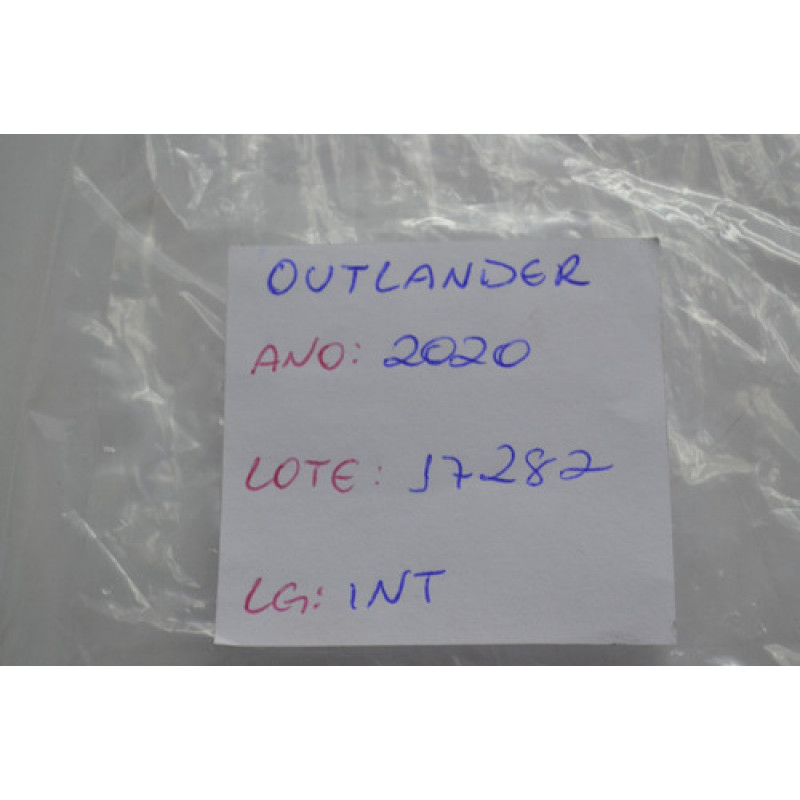 OUTLANDER
ANO: 2020
LOTE: 17282
LG: INT